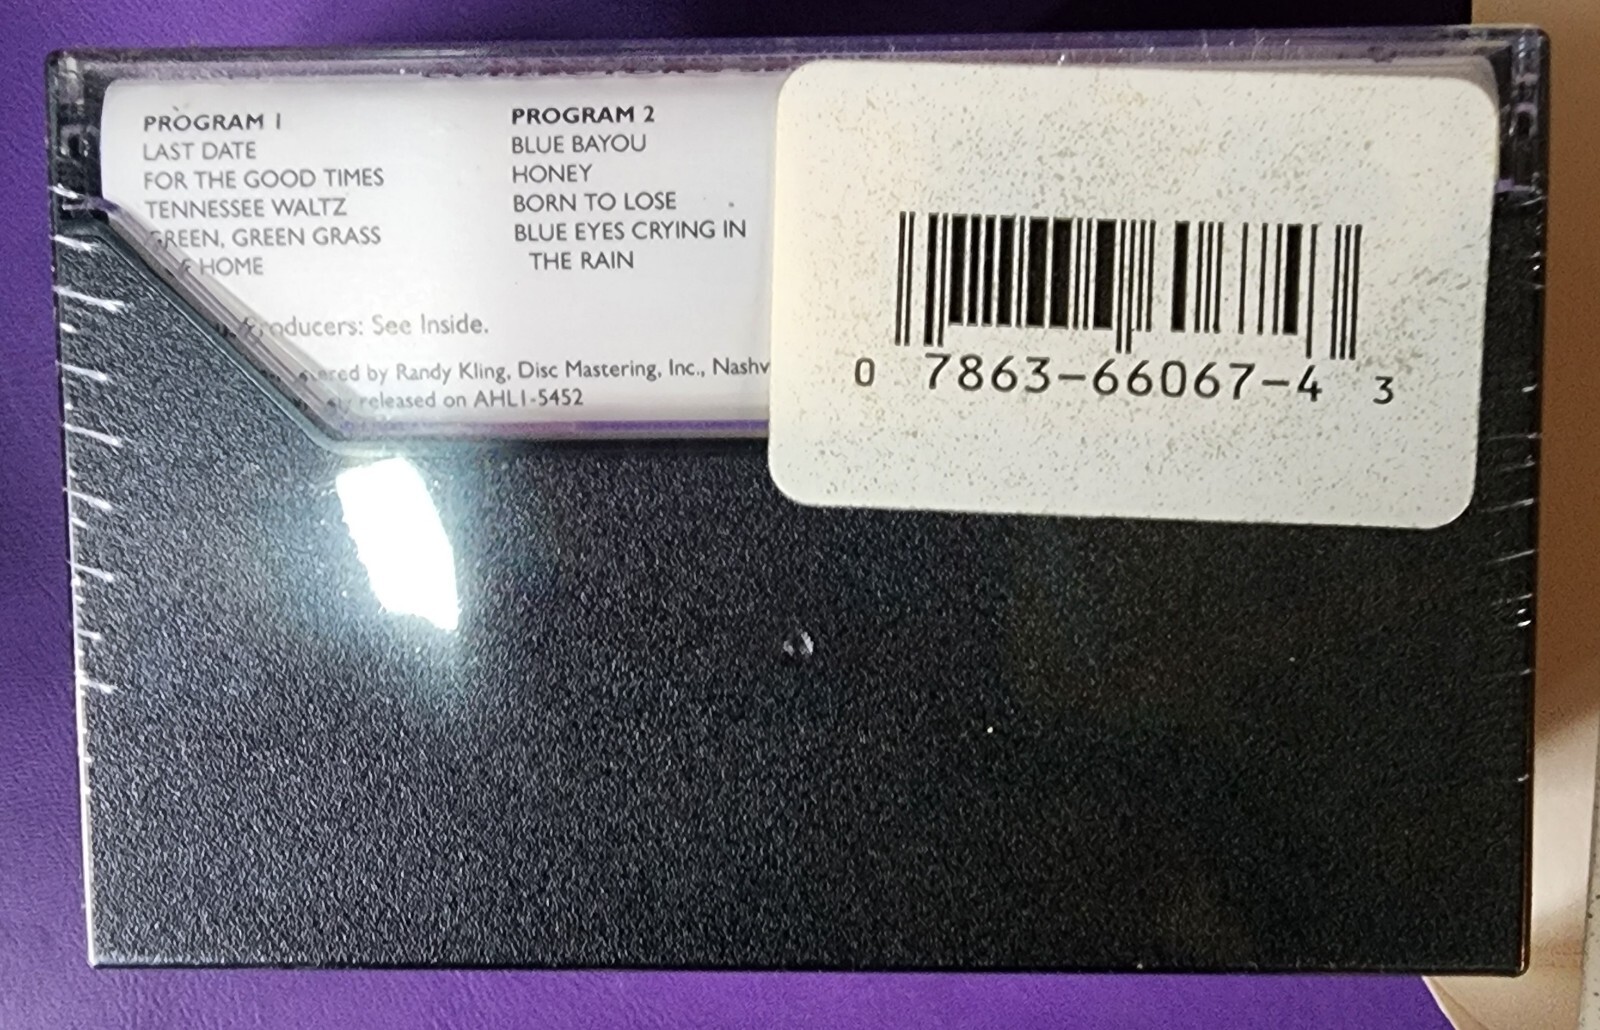 PROGRAM 1
LAST DATE
FOR THE GOOD TIMES
TENNESSEE WALTZ
GREEN, GREEN GRASS
HOME
PROGRAM 2
BLUE BAYOU
HONEY
BORN TO LOSE
BLUE EYES CRYING IN
THE RAIN
Producers: See Inside.
by Randy Kling, Disc Mastering, Inc.,
released on AHL1-5452
0 7863-66067-4 3